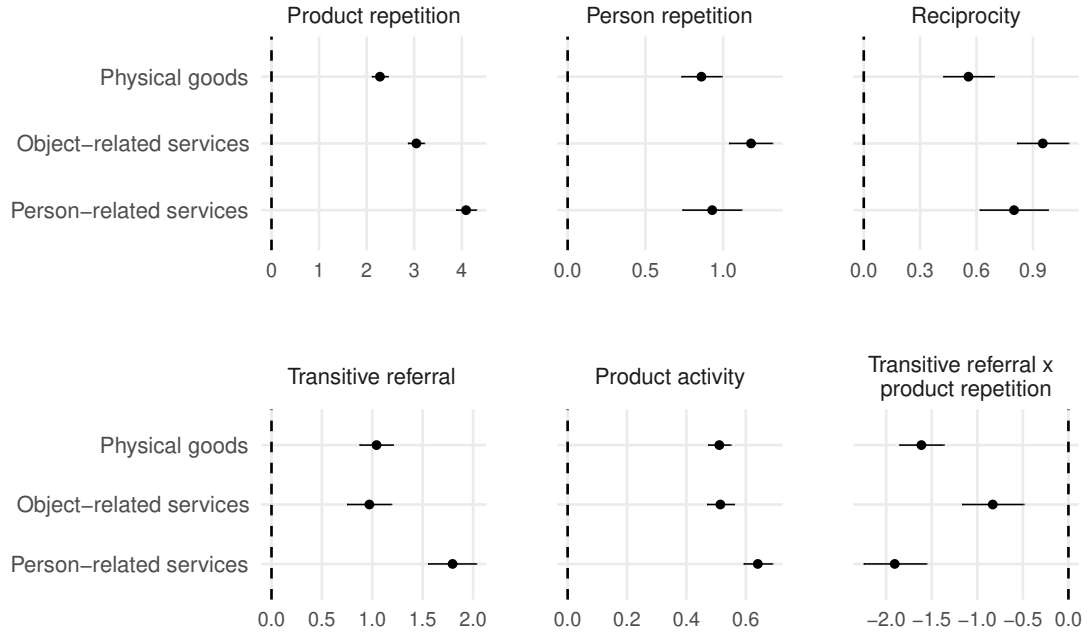 Product repetition
Person repetition
Reciprocity
Physical goods
Object−related services
Person−related services
0 1 2 3 4
0.0 0.5 1.0
0.0 0.3 0.6 0.9
Transitive referral
Product activity
Transitive referral x
product repetition
Physical goods
Object−related services
Person−related services
0.0 0.5 1.0 1.5 2.0
0.0 0.2 0.4 0.6
−2.0 −1.5 −1.0 −0.5 0.0